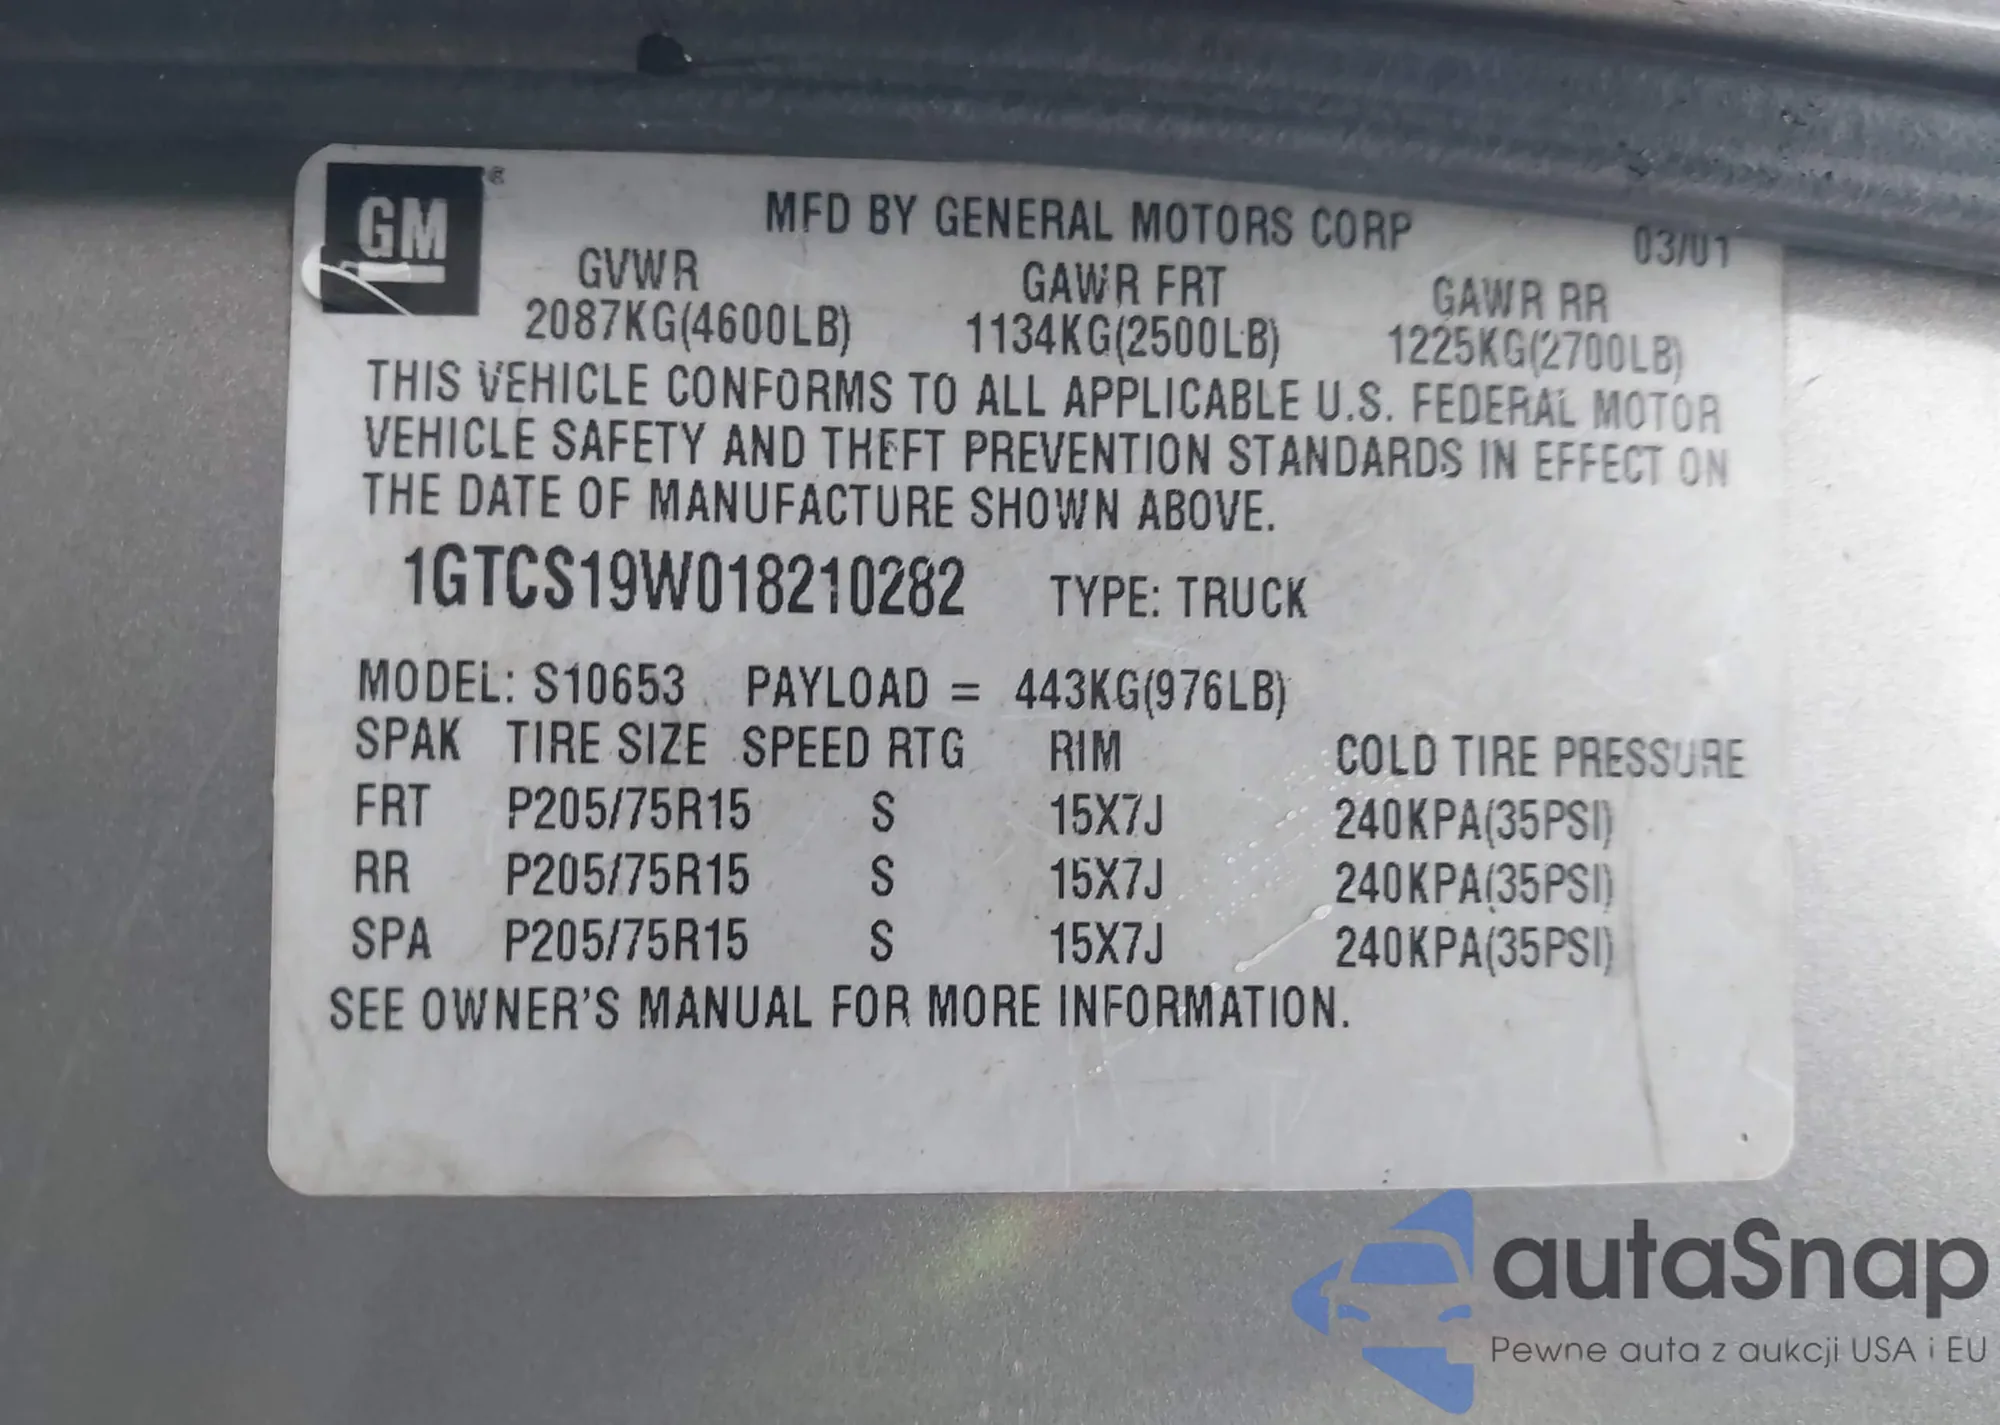 GM®
MFD BY GENERAL MOTORS CORP 03/01
GVWR GAWR FRT GAWR RR
2087KG(4600LB) 1134KG(2500LB) 1225KG(2700LB)
THIS VEHICLE CONFORMS TO ALL APPLICABLE U.S. FEDERAL MOTOR
VEHICLE SAFETY AND THEFT PREVENTION STANDARDS IN EFFECT ON
THE DATE OF MANUFACTURE SHOWN ABOVE.
1GTCS19W018210282 TYPE: TRUCK
MODEL: S10653 PAYLOAD = 443KG(976LB)
SPAK TIRE SIZE SPEED RTG RIM COLD TIRE PRESSURE
FRT P205/75R15 S 15X7J 240KPA(35PSI)
RR P205/75R15 S 15X7J 240KPA(35PSI)
SPA P205/75R15 S 15X7J 240KPA(35PSI)
SEE OWNER'S MANUAL FOR MORE INFORMATION.
autaSnap
Pewne auta z aukcji USA i EU